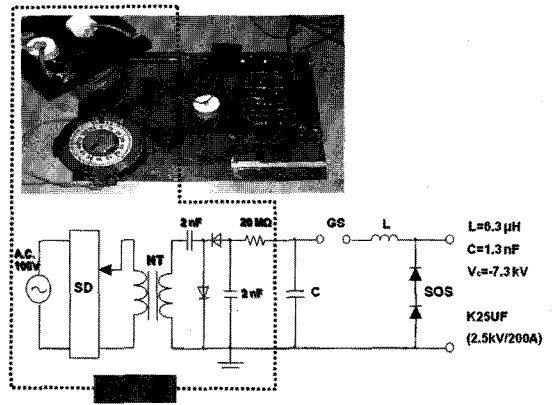 2 nF
20 MΩ
GS
L
L=6.3 μH
C=1.3 nF
Vc=-7.3 kV
A.C.
100V
SD
NT
2 nF
C
SOS
K25UF
(2.5kV/200A)